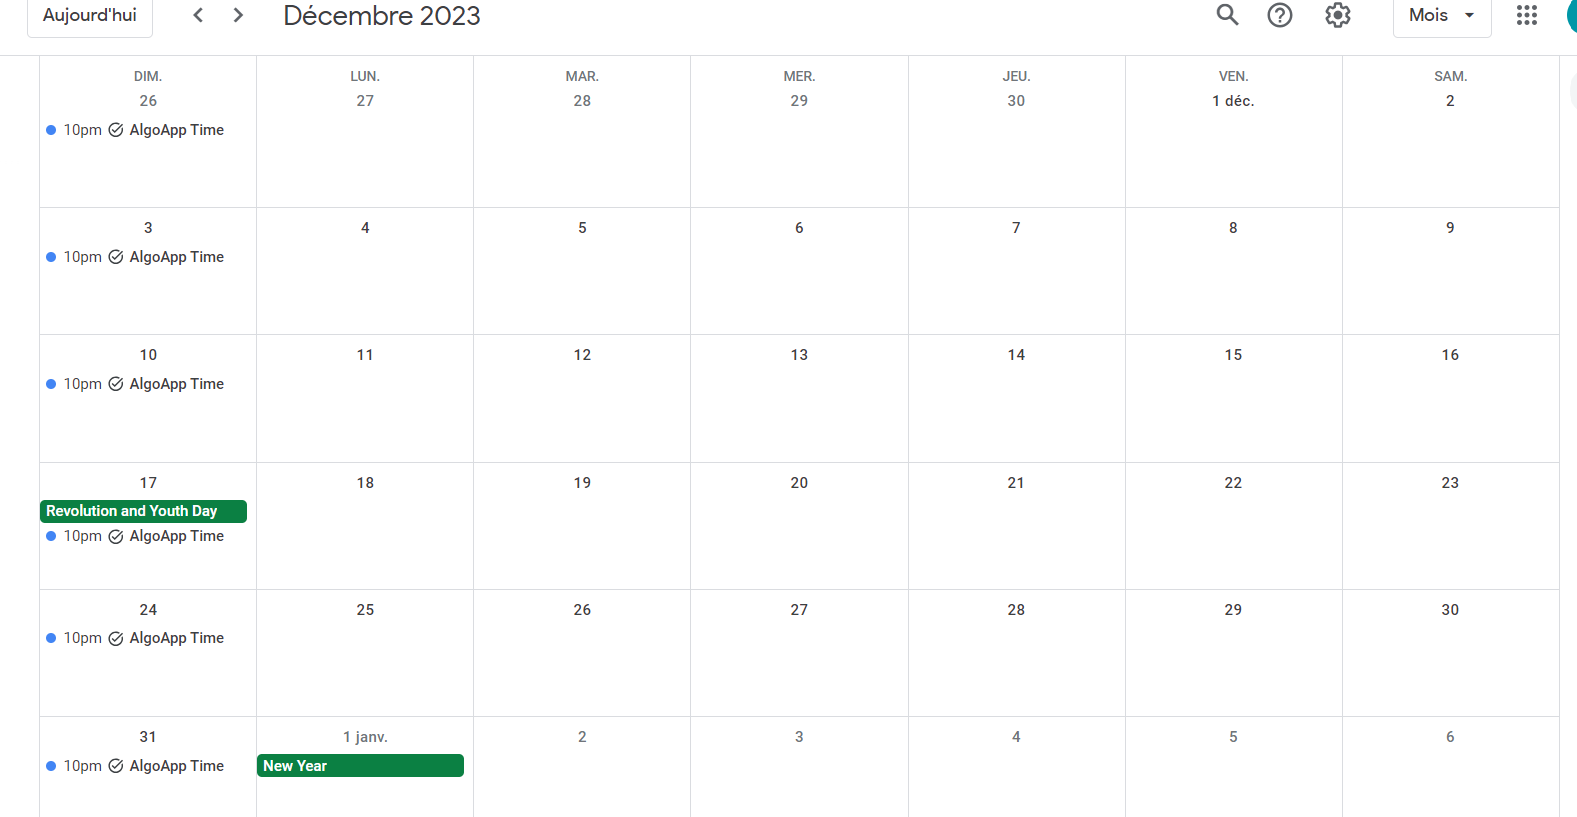 Aujourd'hui Décembre 2023 Mois
DIM. LUN. MAR. MER. JEU. VEN. SAM.
26 27 28 29 30 1 déc. 2
10pm AlgoApp Time
3 4 5 6 7 8 9
10pm AlgoApp Time
10 11 12 13 14 15 16
10pm AlgoApp Time
17 18 19 20 21 22 23
Revolution and Youth Day
10pm AlgoApp Time
24 25 26 27 28 29 30
10pm AlgoApp Time
31 1 janv. 2 3 4 5 6
10pm AlgoApp Time New Year